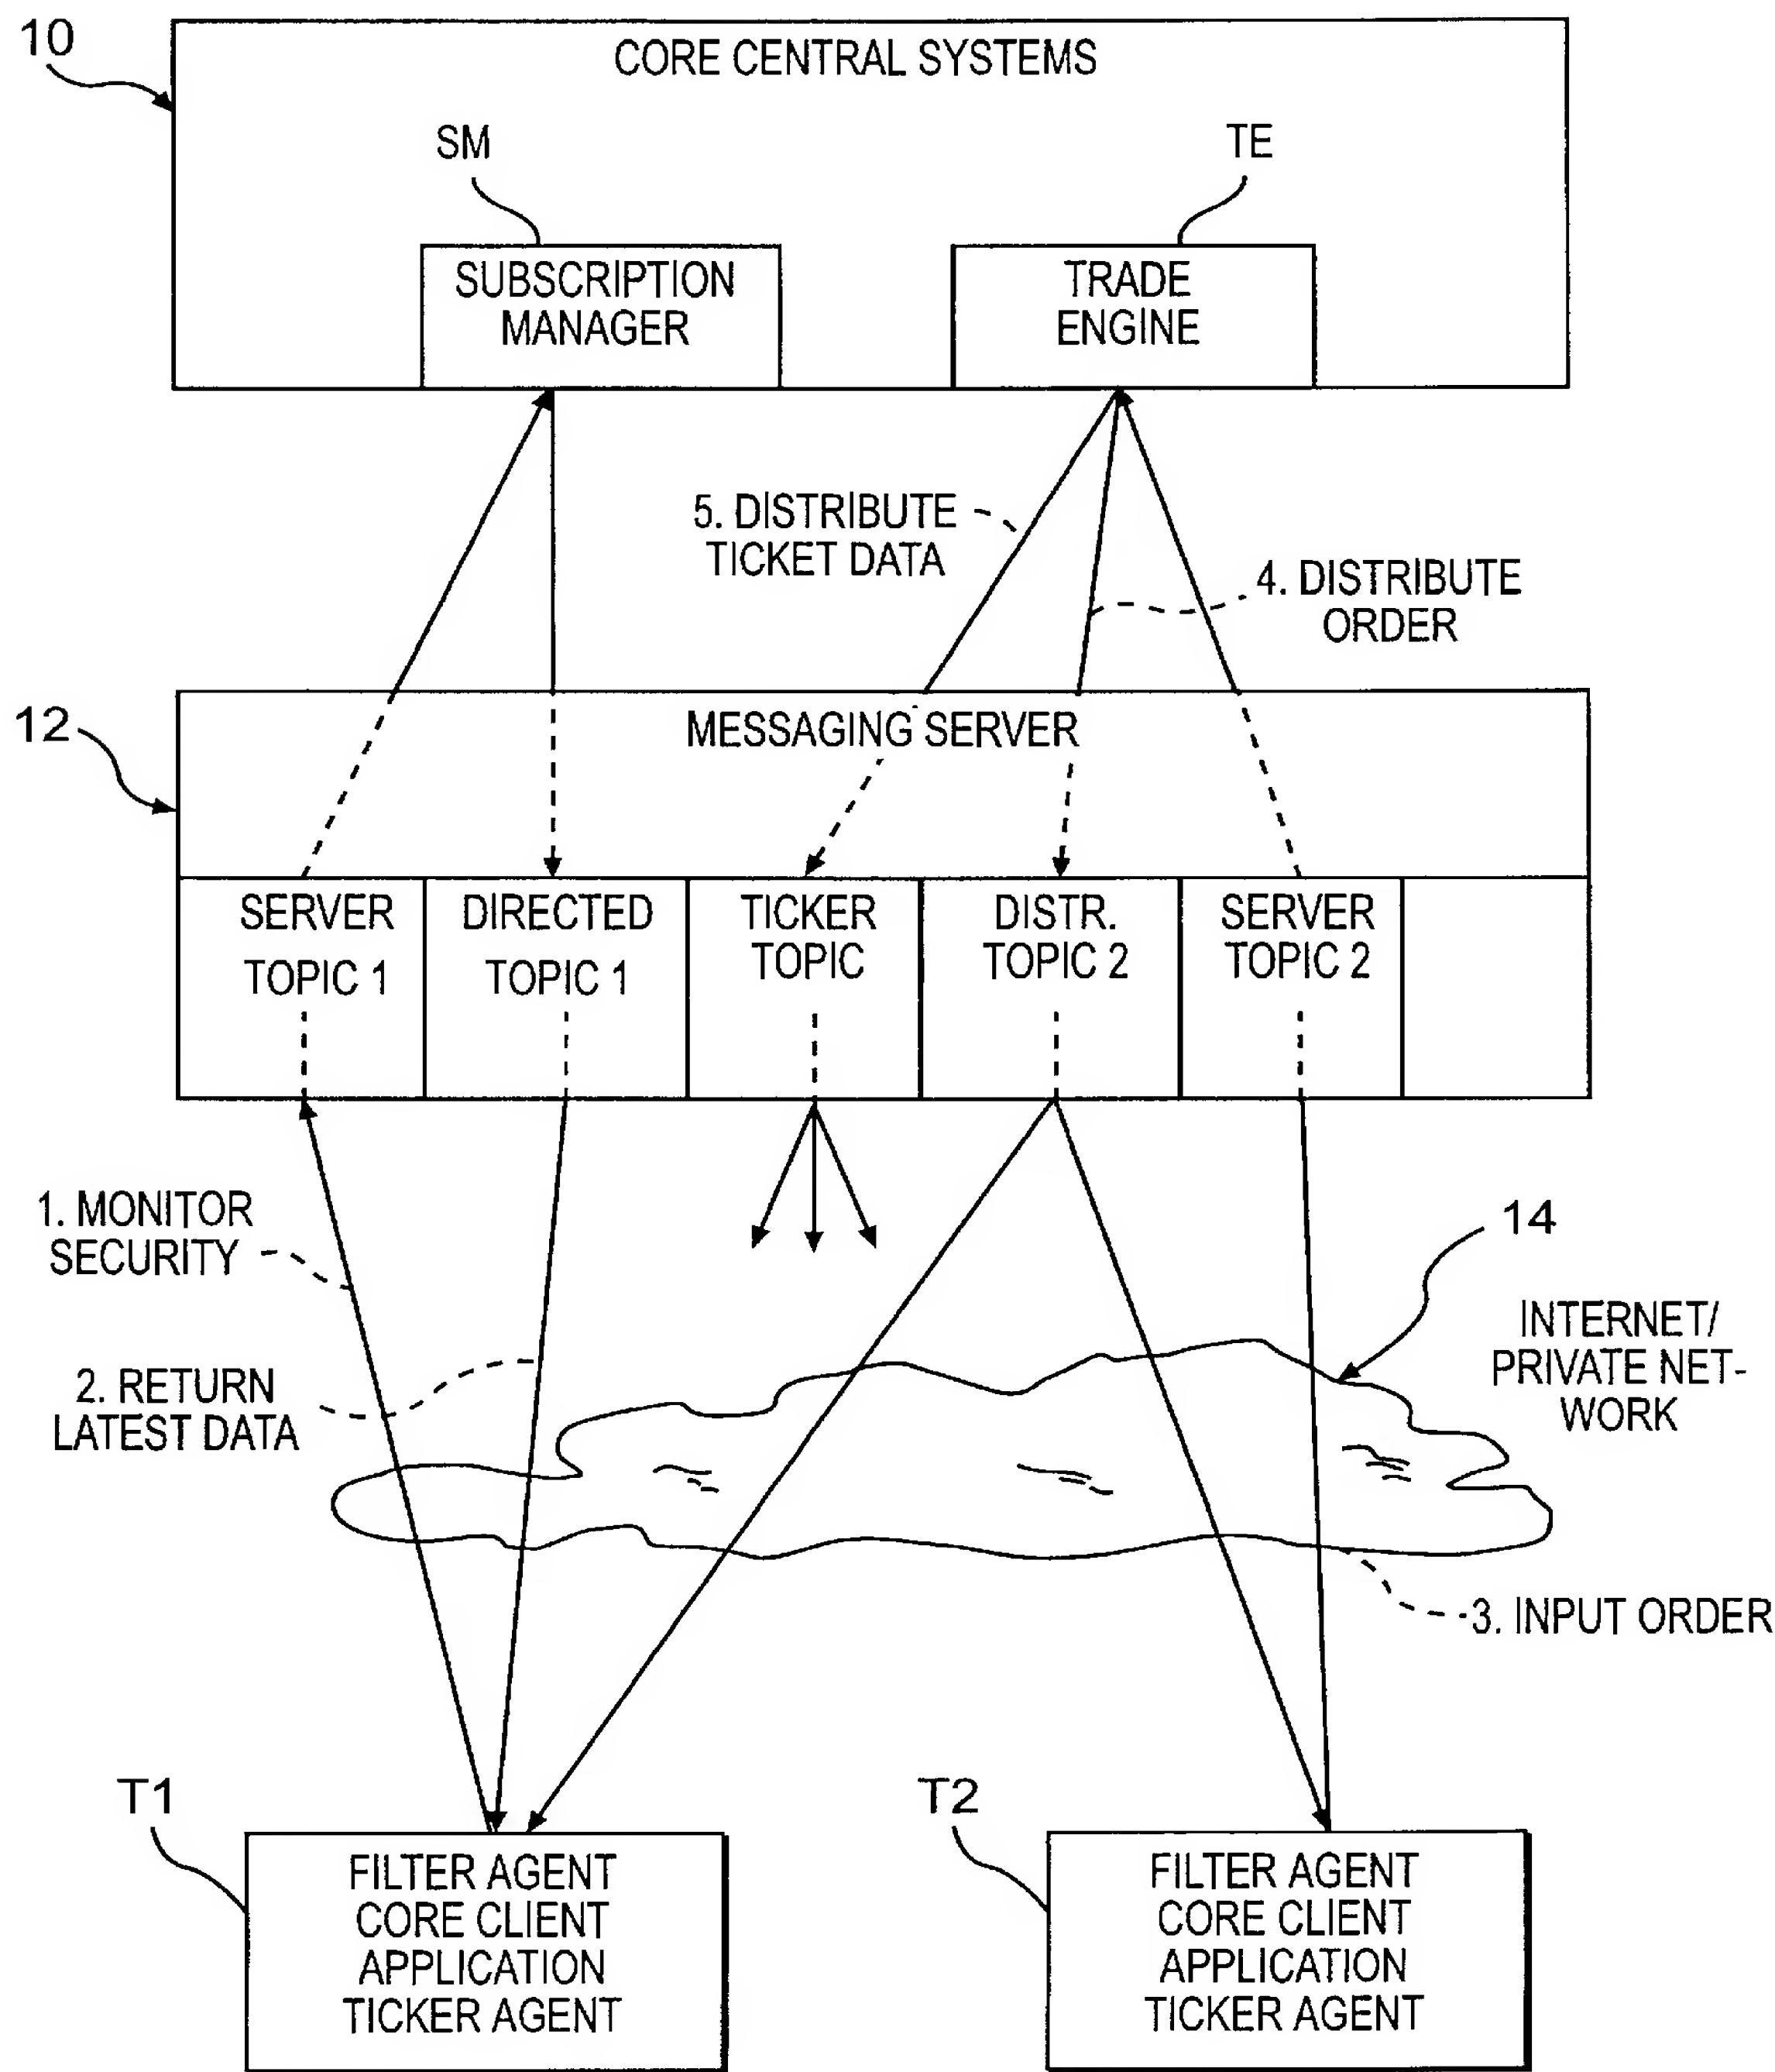 10
CORE CENTRAL SYSTEMS
SM
TE
SUBSCRIPTION
MANAGER
TRADE
ENGINE
5. DISTRIBUTE
TICKET DATA
4. DISTRIBUTE
ORDER
12
MESSAGING SERVER
SERVER
TOPIC 1
DIRECTED
TOPIC 1
TICKER
TOPIC
DISTR.
TOPIC 2
SERVER
TOPIC 2
1. MONITOR
SECURITY
14
INTERNET/
PRIVATE NET-
WORK
2. RETURN
LATEST DATA
3. INPUT ORDER
T1
T2
FILTER AGENT
CORE CLIENT
APPLICATION
TICKER AGENT
FILTER AGENT
CORE CLIENT
APPLICATION
TICKER AGENT